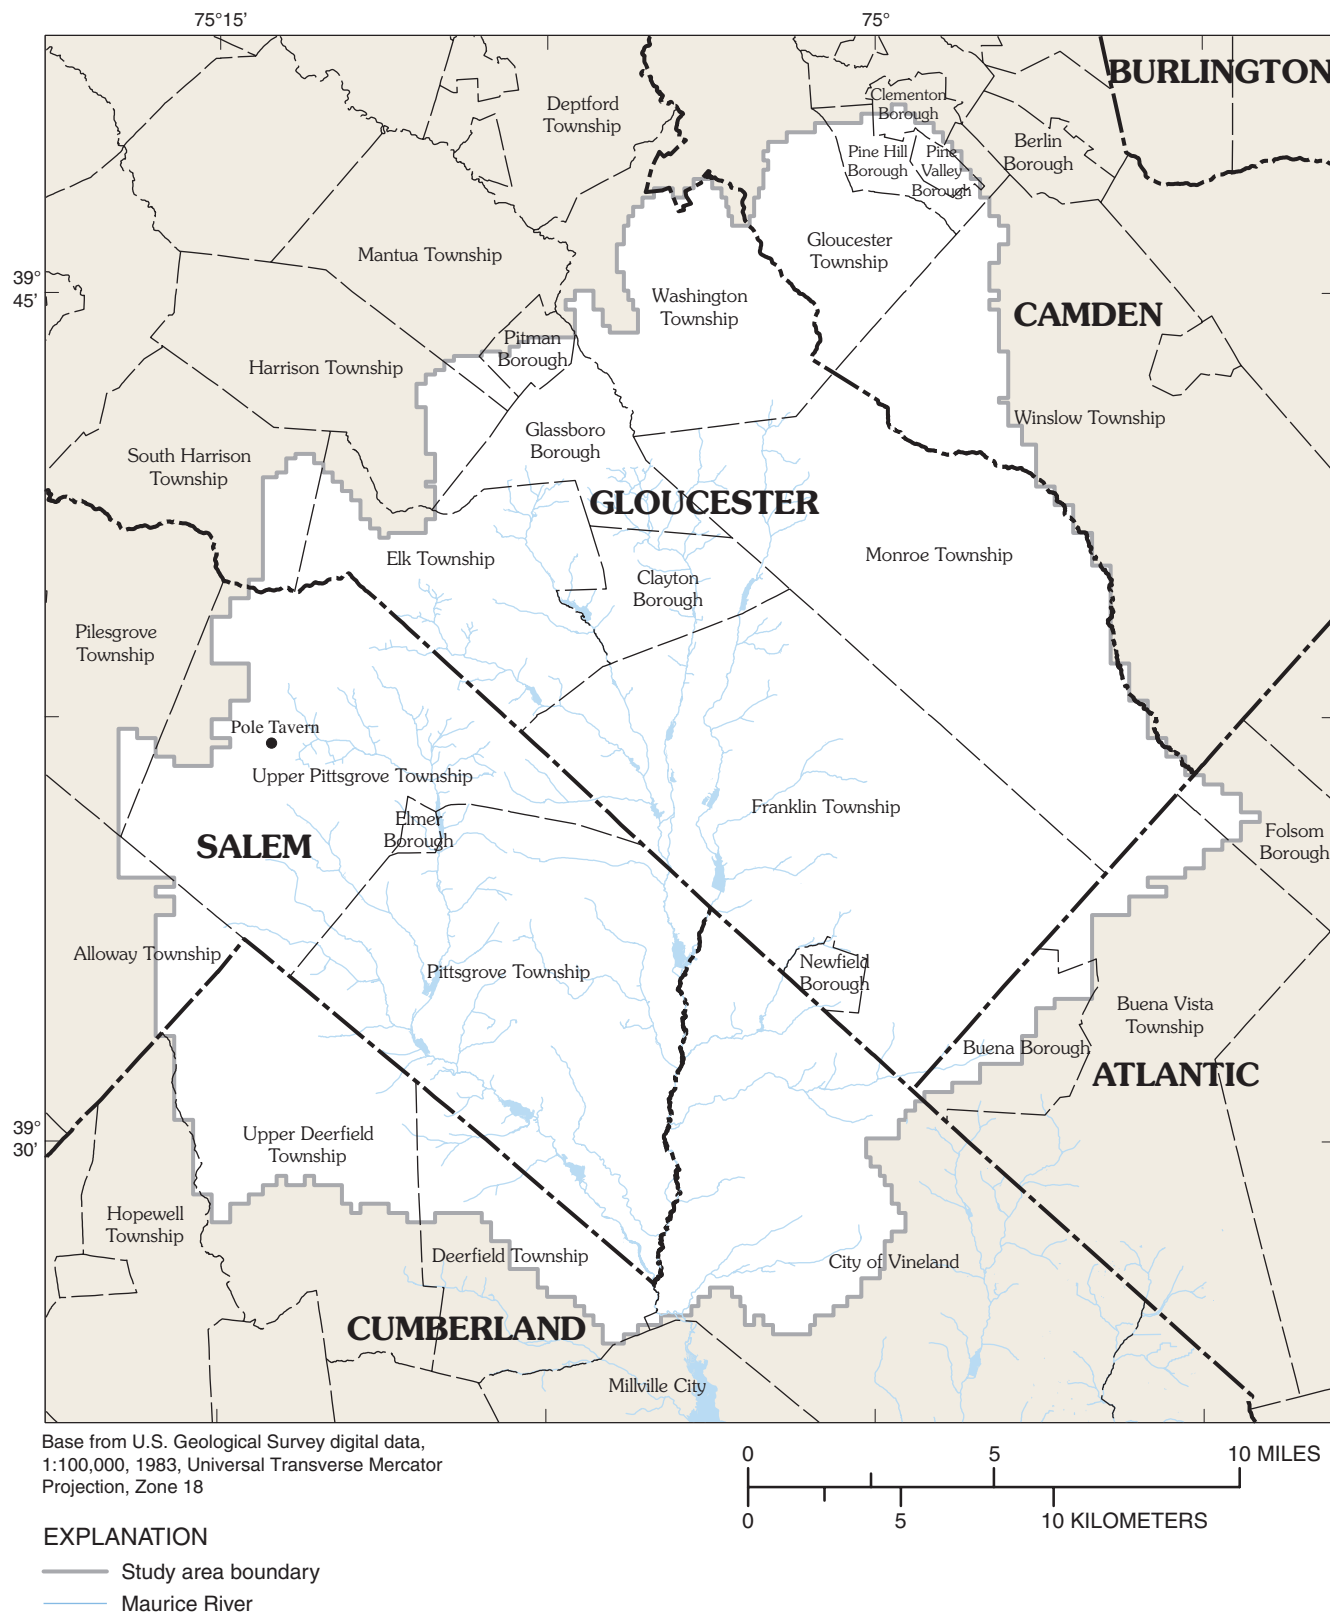 75°15’
75°
BURLINGTON
Clementon
Borough
Deptford
Township
Berlin
Borough
Pine Hill
Borough
Pine
Valley
Borough
Gloucester
Township
Mantua Township
39°
45’
Washington
Township
CAMDEN
Pitman
Borough
Harrison Township
Winslow Township
Glassboro
Borough
South Harrison
Township
GLOUCESTER
Elk Township
Monroe Township
Clayton
Borough
Pilesgrove
Township
Pole Tavern
Upper Pittsgrove Township
Franklin Township
Elmer
Borough
SALEM
Folsom
Borough
Alloway Township
Pittsgrove Township
Newfield
Borough
Buena Vista
Township
Buena Borough
ATLANTIC
39°
30’
Upper Deerfield
Township
Hopewell
Township
Deerfield Township
City of Vineland
CUMBERLAND
Millville City
Base from U.S. Geological Survey digital data,
1:100,000, 1983, Universal Transverse Mercator
Projection, Zone 18
0 5 10 MILES
0 5 10 KILOMETERS
EXPLANATION
Study area boundary
Maurice River